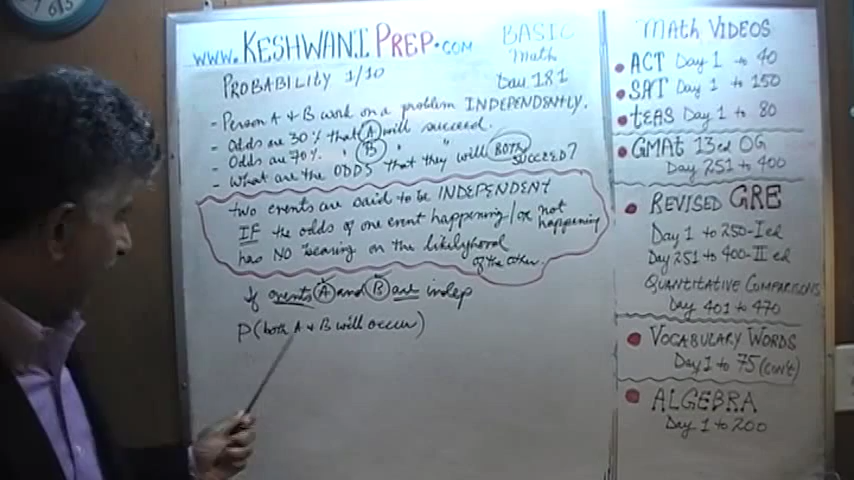 www.KESHWANIPREP.com
BASIC
Math
Day 181
PROBABILITY 1/10
- Person A & B work on a problem INDEPENDENTLY.
- Odds are 30% that A will succeed.
- Odds are 70% " B " "
- What are the ODDS that they will BOTH SUCCEED?
two events are said to be INDEPENDENT
IF the odds of one event happening/or not happening
has NO bearing on the likelyhood
of the other.
If events A and B are indep
P(both A & B will occur)
MATH VIDEOS
ACT Day 1 to 40
SAT Day 1 to 150
tEAS Day 1 to 80
GMAt 13ed OG
Day 251 to 400
REVISED GRE
Day 1 to 250-I ed
Day 251 to 400-II ed
QUANTITATIVE COMPARISONS
Day 401 to 470
VOCABULARY WORDS
Day 1 to 75 (con't)
ALGEBRA
Day 1 to 200